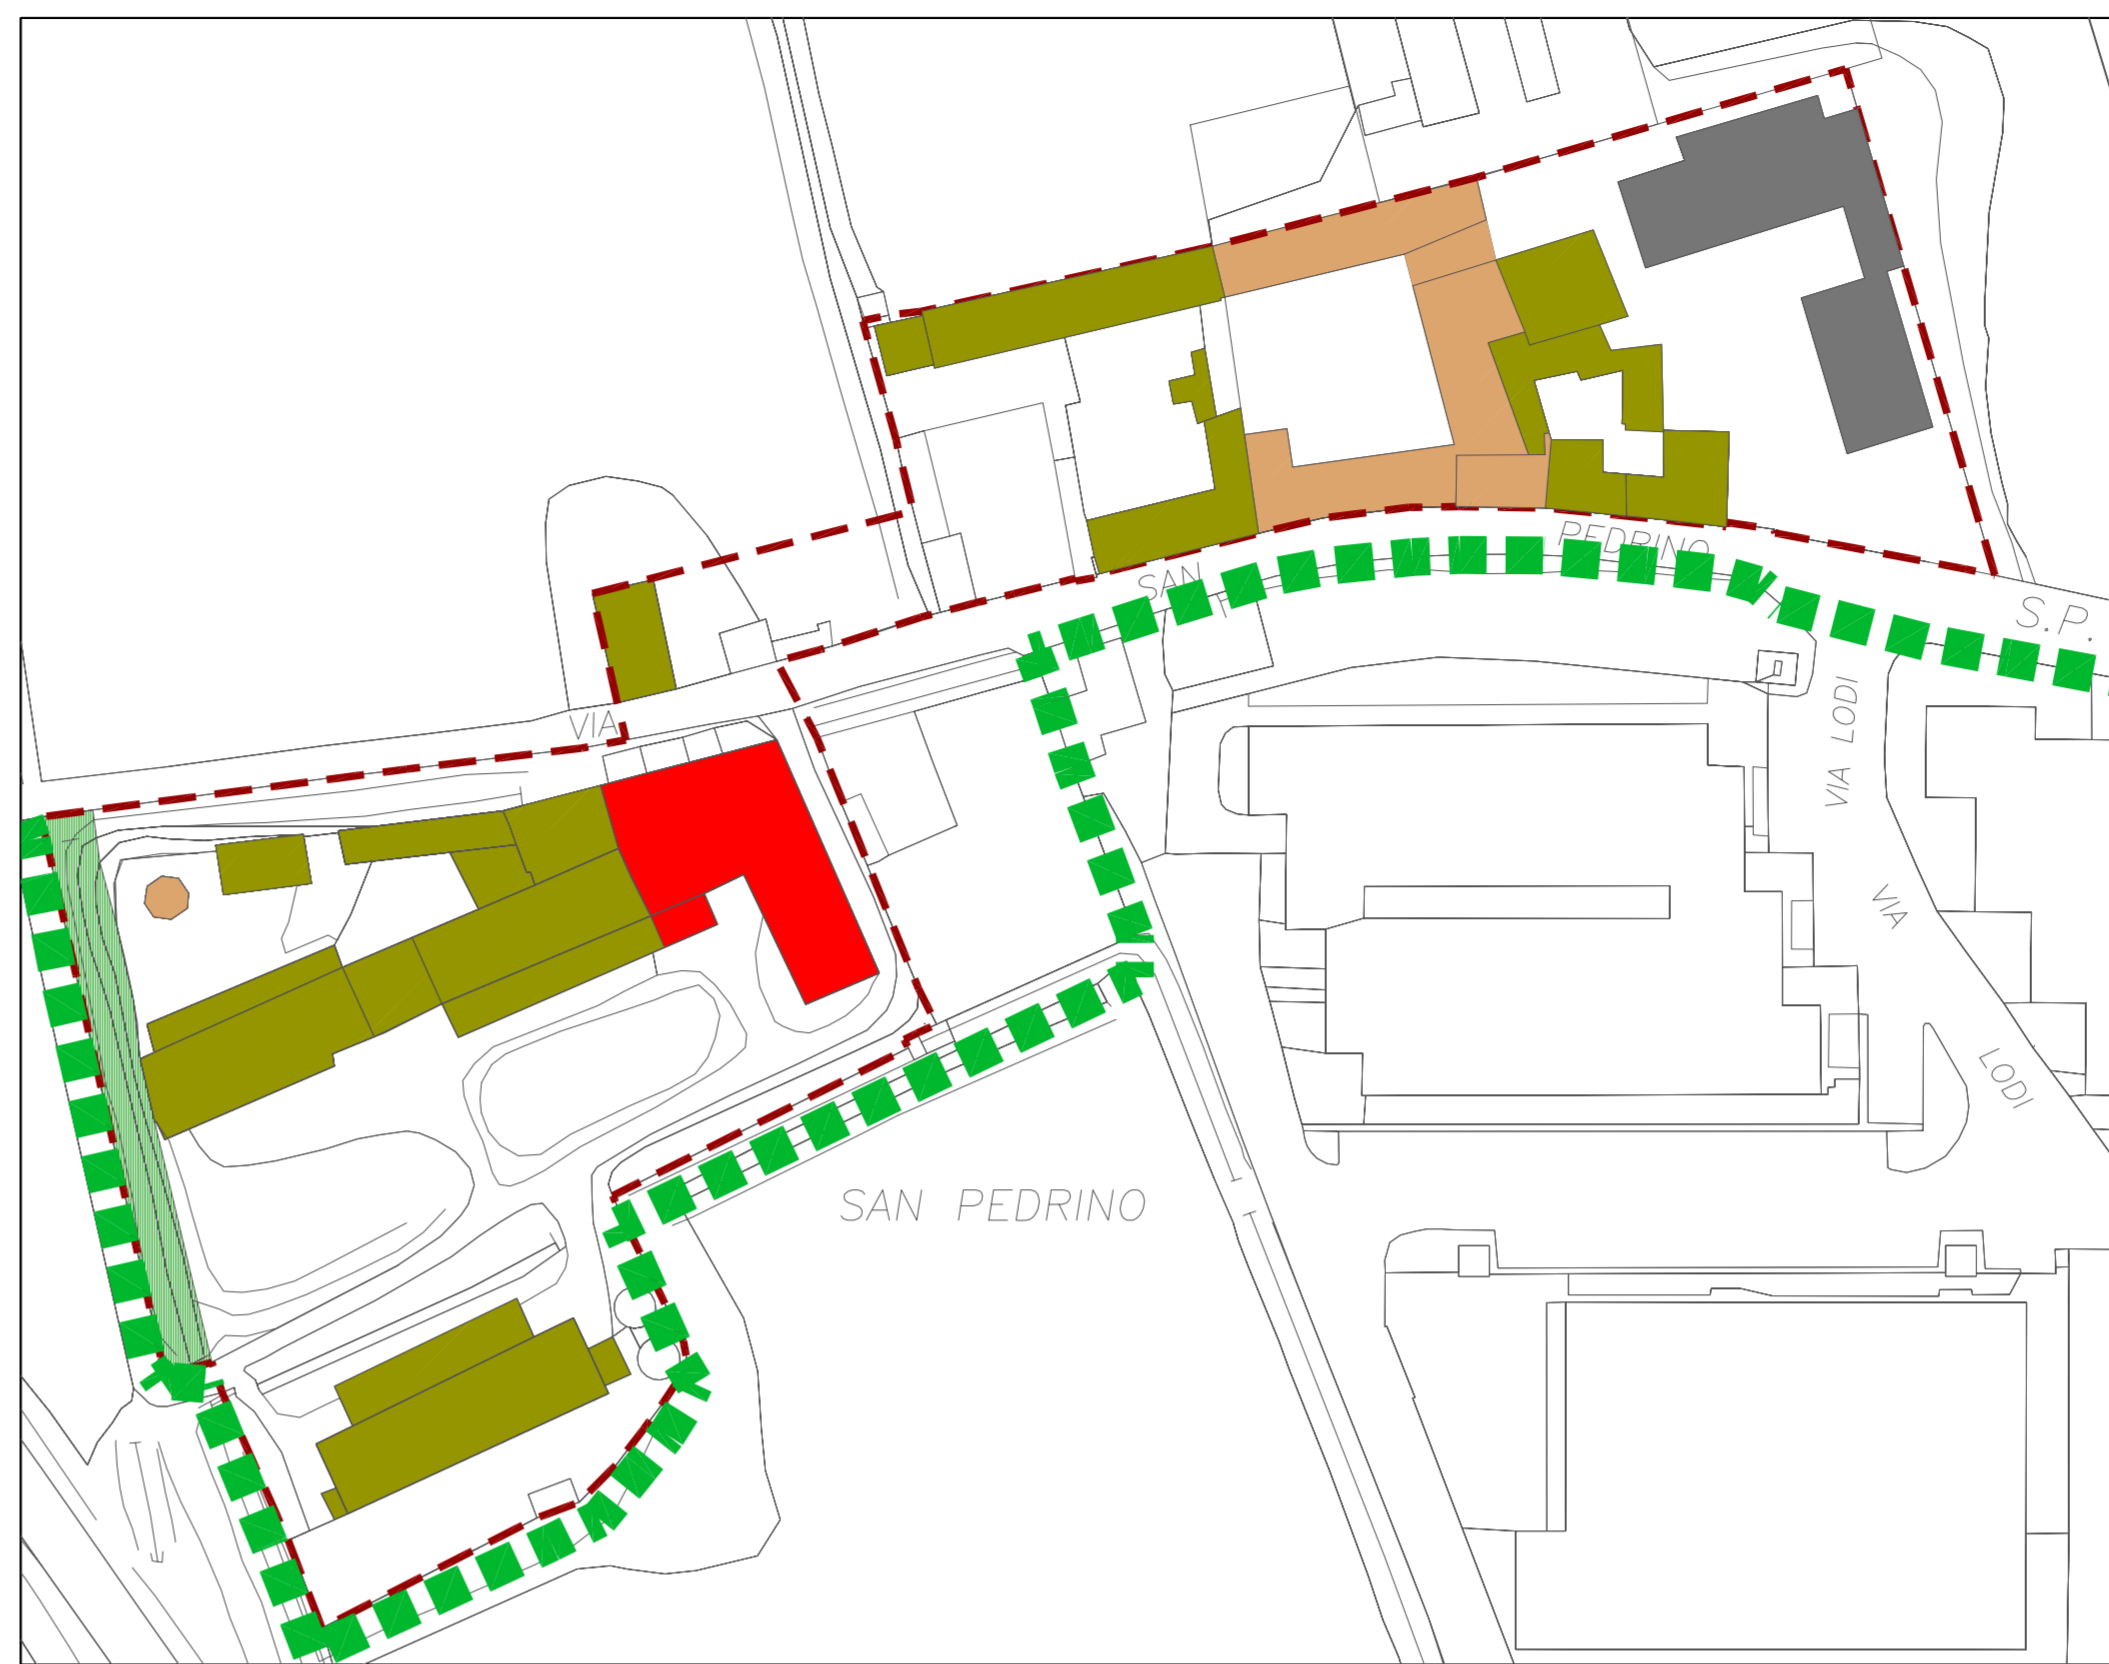 PEDRINO
SAN
S.P.
VIA
VIA LODI
VIA
LODI
SAN PEDRINO